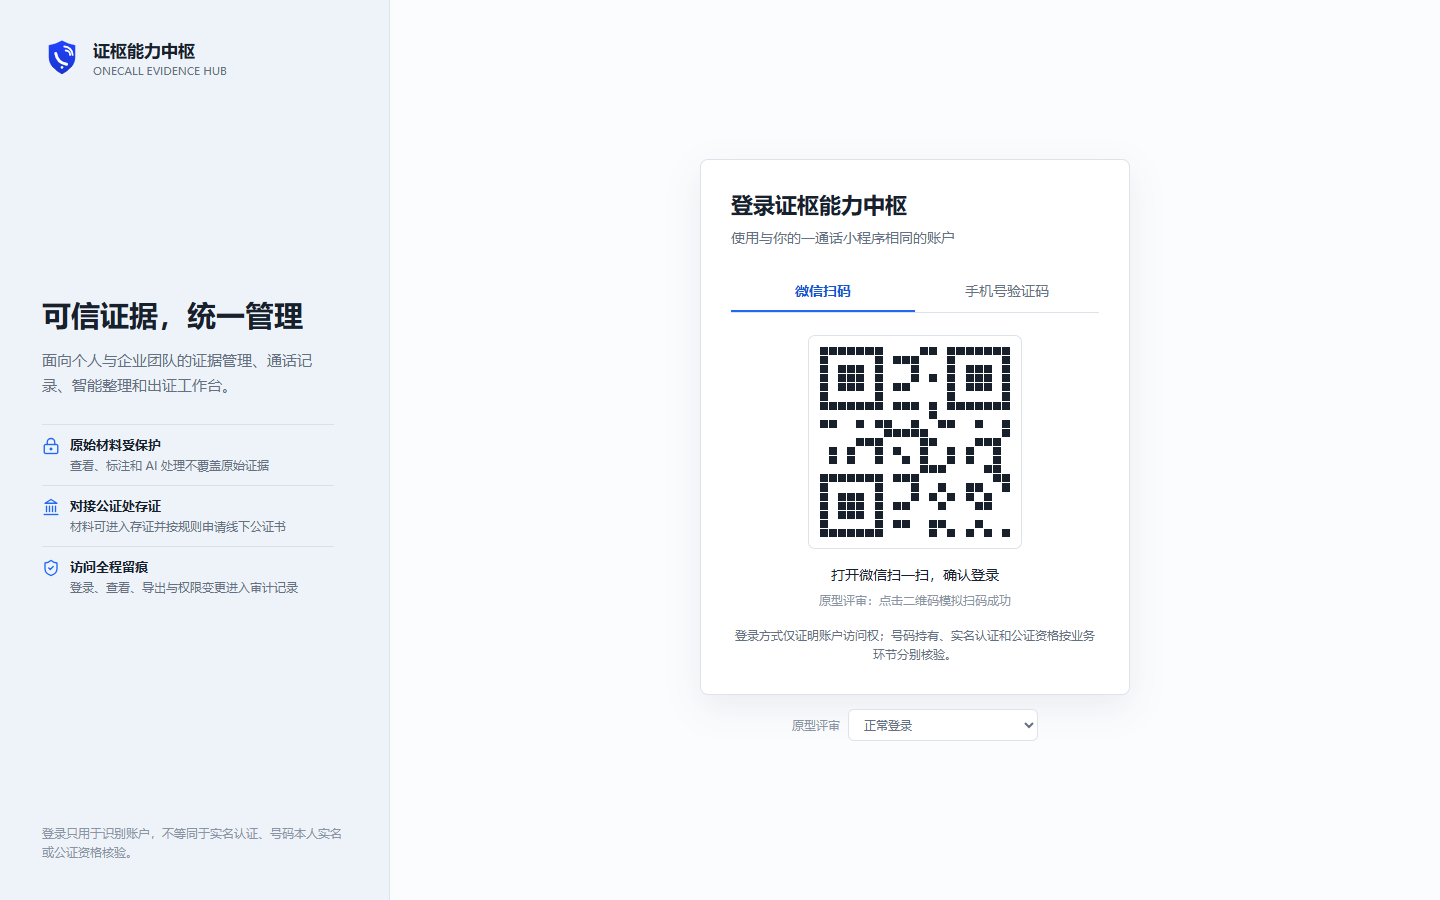 证枢能力中枢
ONECALL EVIDENCE HUB
可信证据，统一管理
面向个人与企业团队的证据管理、通话记
录、智能整理和出证工作台。
原始材料受保护
查看、标注和 AI 处理不覆盖原始证据
对接公证处存证
材料可进入存证并按规则申请线下公证书
访问全程留痕
登录、查看、导出与权限变更进入审计记录
登录只用于识别账户，不等同于实名认证、号码本人实名
或公证资格核验。
登录证枢能力中枢
使用与你的一通话小程序相同的账户
微信扫码
手机号验证码
打开微信扫一扫，确认登录
原型评审：点击二维码模拟扫码成功
登录方式仅证明账户访问权；号码持有、实名认证和公证资格按业务
环节分别核验。
原型评审
正常登录